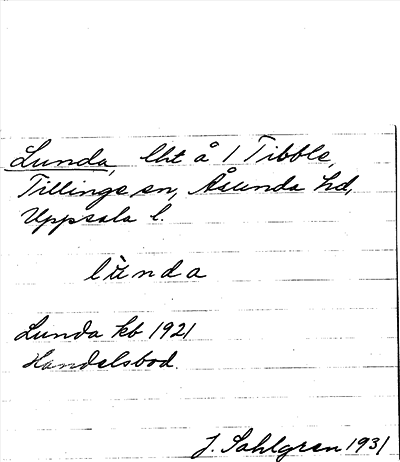 Lunda, lht å 1 Tibble,
Tillinge sn, Åsunda hd,
Uppsala l.
lùnda
Lunda kb 1921
Handelsbod.
J. Sahlgren 1931